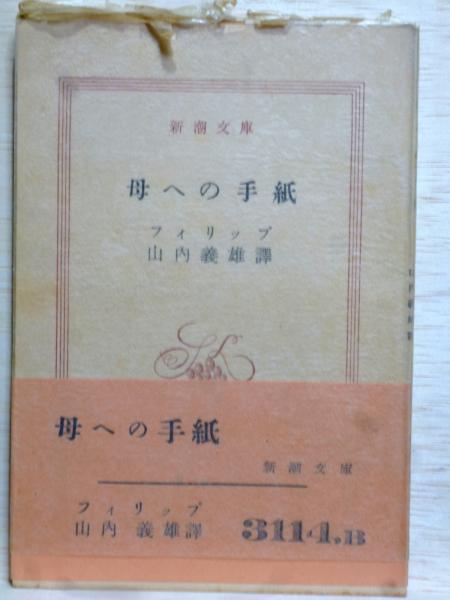 新潮文庫
母への手紙
フィリップ
山内義雄譯
母への手紙
新潮文庫
フィリップ
山内義雄譯
3114.B